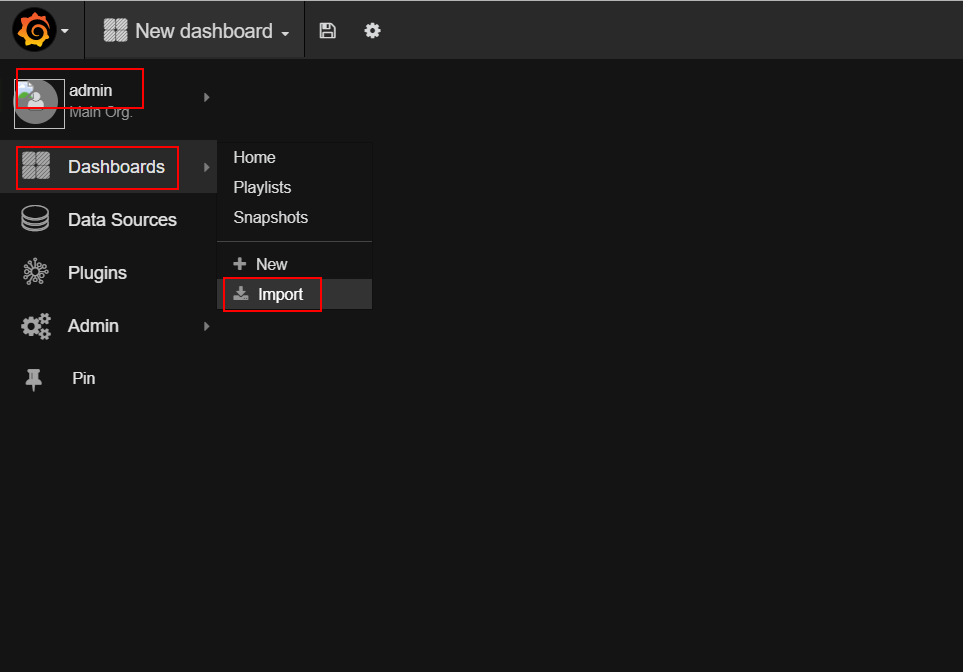 New dashboard
admin
Main Org.
Dashboards
Home
Playlists
Snapshots
Data Sources
New
Plugins
Import
Admin
Pin